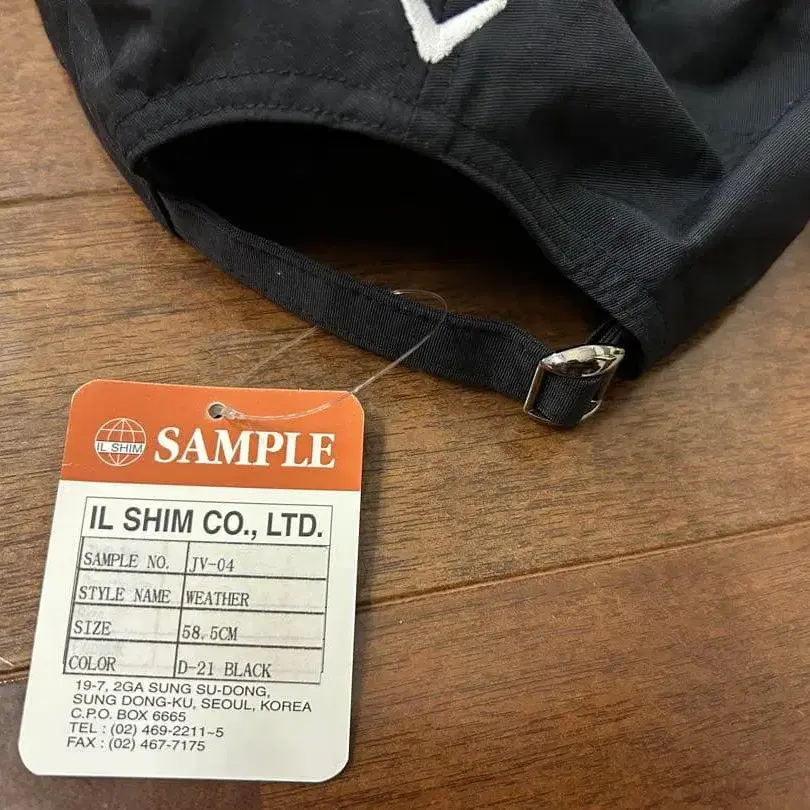 IL SHIM
SAMPLE
IL SHIM CO., LTD.
SAMPLE NO. JV-04
STYLE NAME WEATHER
SIZE 58.5CM
COLOR D-21 BLACK
19-7, 2GA SUNG SU-DONG,
SUNG DONG-KU, SEOUL, KOREA
C.P.O. BOX 6665
TEL : (02) 469-2211~5
FAX : (02) 467-7175